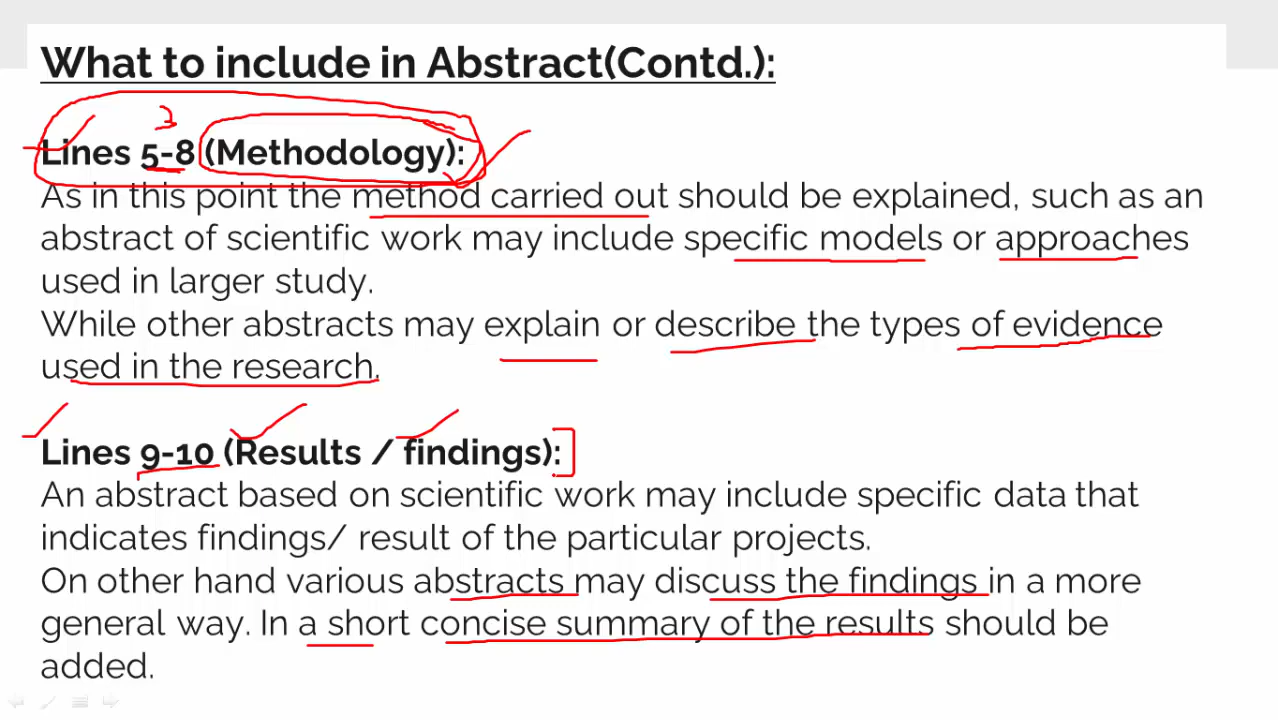 What to include in Abstract(Contd.):
3
Lines 5-8 (Methodology):
As in this point the method carried out should be explained, such as an
abstract of scientific work may include specific models or approaches
used in larger study.
While other abstracts may explain or describe the types of evidence
used in the research.
Lines 9-10 (Results / findings):
An abstract based on scientific work may include specific data that
indicates findings/ result of the particular projects.
On other hand various abstracts may discuss the findings in a more
general way. In a short concise summary of the results should be
added.